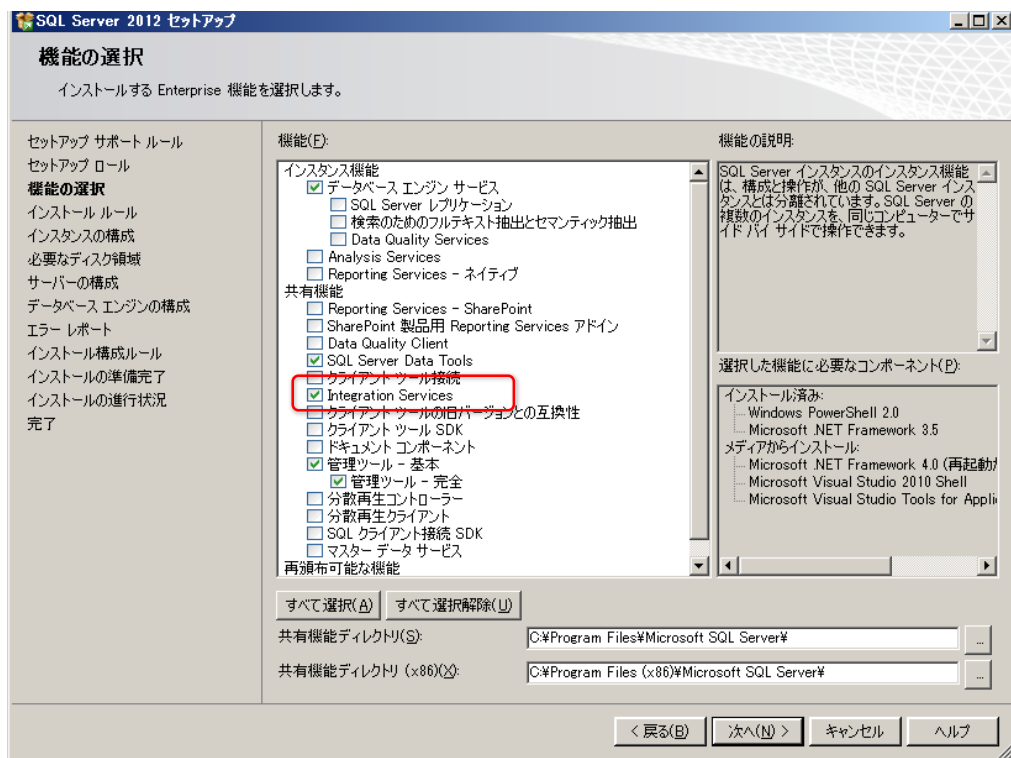 SQL Server 2012 セットアップ
機能の選択
インストールする Enterprise 機能を選択します。
セットアップ サポート ルール
セットアップ ロール
機能の選択
インストール ルール
インスタンスの構成
必要なディスク領域
サーバーの構成
データベース エンジンの構成
エラー レポート
インストール構成ルール
インストールの準備完了
インストールの進行状況
完了
機能(F):
インスタンス機能
データベース エンジン サービス
SQL Server レプリケーション
検索のためのフルテキスト抽出とセマンティック抽出
Data Quality Services
Analysis Services
Reporting Services - ネイティブ
共有機能
Reporting Services - SharePoint
SharePoint 製品用 Reporting Services アドイン
Data Quality Client
SQL Server Data Tools
クライアント ツール接続
Integration Services
クライアント ツールの旧バージョンとの互換性
クライアント ツール SDK
ドキュメント コンポーネント
管理ツール - 基本
管理ツール - 完全
分散再生コントローラー
分散再生クライアント
SQL クライアント接続 SDK
マスター データ サービス
再頒布可能な機能
機能の説明:
SQL Server インスタンスのインスタンス機能
は、構成と操作が、他の SQL Server インス
タンスとは分離されています。SQL Server の
複数のインスタンスを、同じコンピューターでサ
イド バイ サイドで操作できます。
選択した機能に必要なコンポーネント(P):
インストール済み:
Windows PowerShell 2.0
Microsoft .NET Framework 3.5
メディアからインストール:
Microsoft .NET Framework 4.0 (再起動が
Microsoft Visual Studio 2010 Shell
Microsoft Visual Studio Tools for Appli
すべて選択(A)
すべて選択解除(U)
共有機能ディレクトリ(S):
C:¥Program Files¥Microsoft SQL Server¥
...
共有機能ディレクトリ (x86)(X):
C:¥Program Files (x86)¥Microsoft SQL Server¥
...
< 戻る(B)
次へ(N) >
キャンセル
ヘルプ